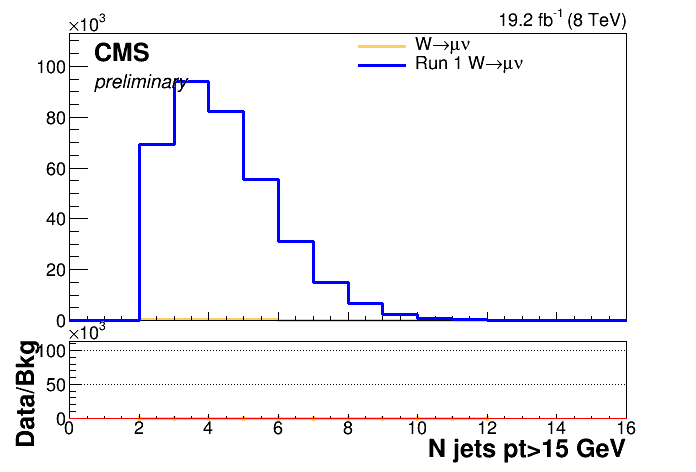 ×10³
19.2 fb⁻¹ (8 TeV)
CMS
preliminary
W→μν
Run 1 W→μν
100
80
60
40
20
0
×10³
Data/Bkg
100
50
0
0 2 4 6 8 10 12 14 16
N jets pt>15 GeV